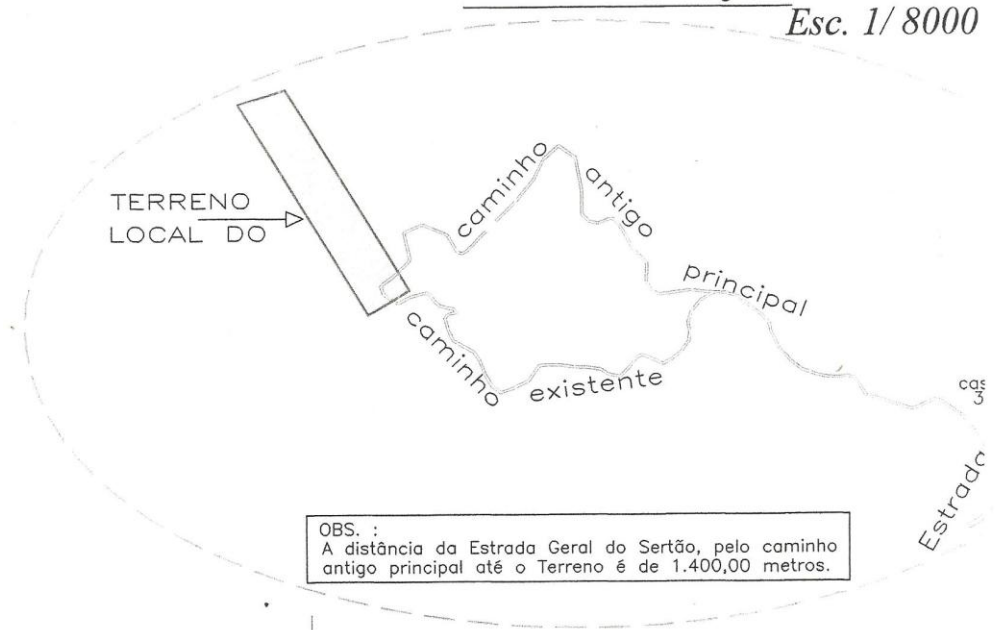 Esc. 1/ 8000
TERRENO
LOCAL DO
caminho
antigo
principal
caminho
existente
Estrada
OBS. :
A distância da Estrada Geral do Sertão, pelo caminho
antigo principal até o Terreno é de 1.400,00 metros.